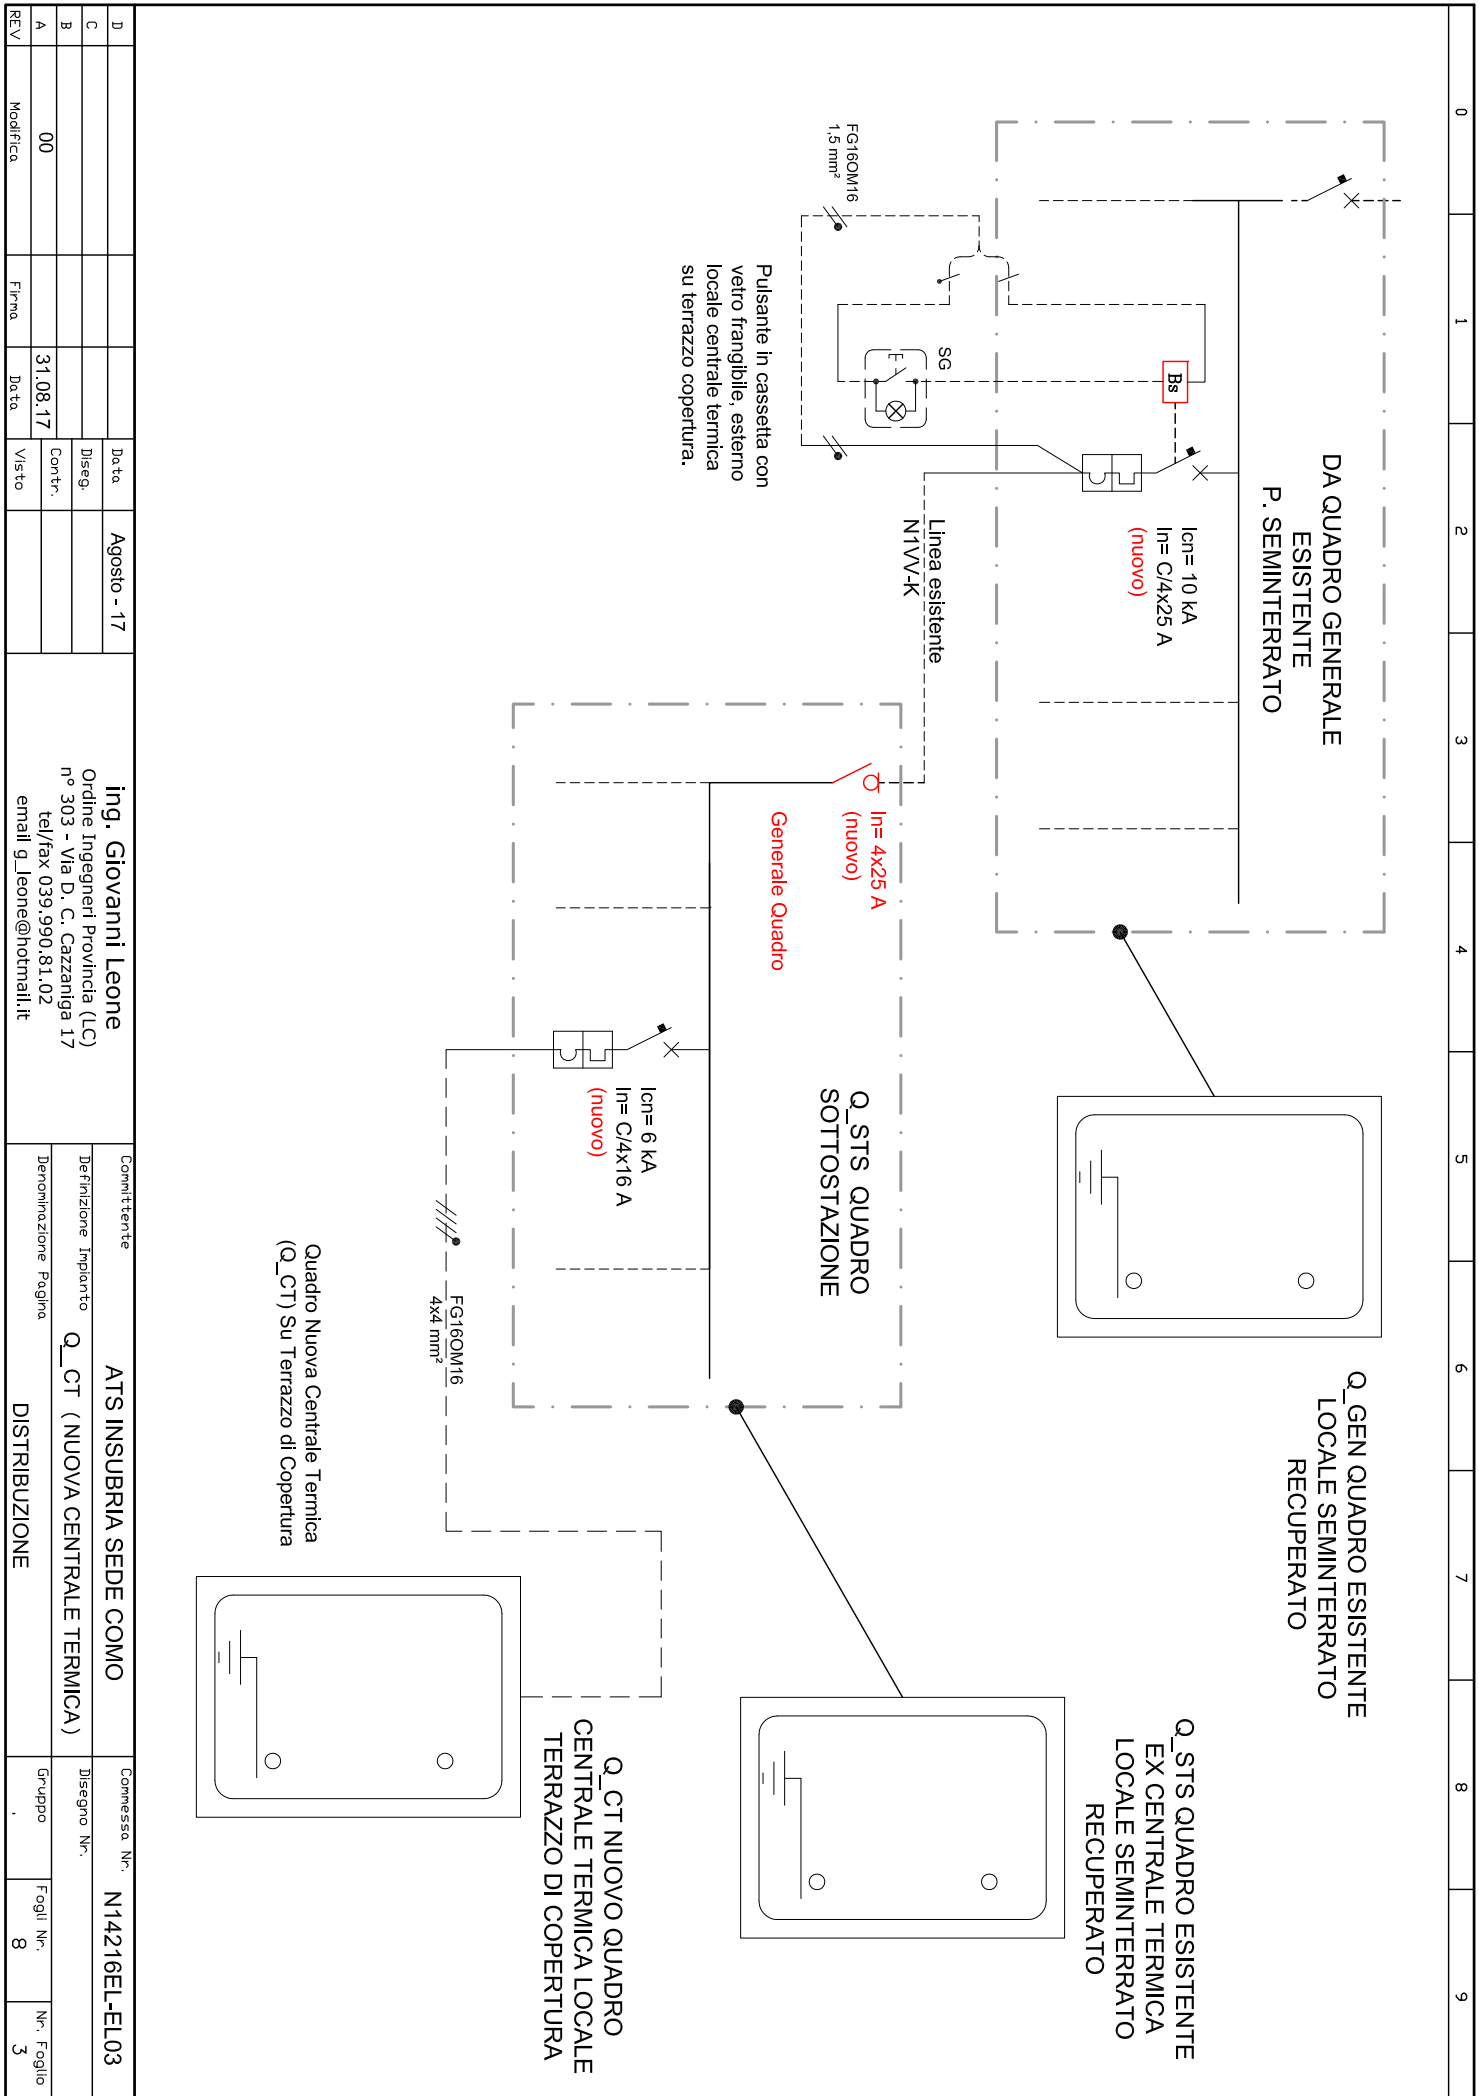 0
1
2
3
4
5
6
7
8
9
DA QUADRO GENERALE
ESISTENTE
P. SEMINTERRATO
Icn= 10 kA
In= C/4x25 A
(nuovo)
Bs
SG
FG16OM16
1,5 mm²
Pulsante in cassetta con
vetro frangibile, esterno
locale centrale termica
su terrazzo copertura.
Linea esistente
N1VV-K
In= 4x25 A
(nuovo)
Generale Quadro
Q_STS QUADRO
SOTTOSTAZIONE
Icn= 6 kA
In= C/4x16 A
(nuovo)
FG16OM16
4x4 mm²
Quadro Nuova Centrale Termica
(Q_CT) Su Terrazzo di Copertura
Q_GEN QUADRO ESISTENTE
LOCALE SEMINTERRATO
RECUPERATO
Q_STS QUADRO ESISTENTE
EX CENTRALE TERMICA
LOCALE SEMINTERRATO
RECUPERATO
Q_CT NUOVO QUADRO
CENTRALE TERMICA LOCALE
TERRAZZO DI COPERTURA
D
C
B
A 00 31.08.17
REV Modifica Firma Data
Data Agosto - 17
Diseg.
Contr.
Visto
ing. Giovanni Leone
Ordine Ingegneri Provincia (LC)
n° 303 - Via D. C. Cazzaniga 17
tel/fax 039.990.81.02
email g_leone@hotmail.it
Committente ATS INSUBRIA SEDE COMO
Definizione Impianto Q_CT ( NUOVA CENTRALE TERMICA)
Denominazione Pagina DISTRIBUZIONE
Commessa Nr. N14216EL-EL03
Disegno Nr.
Gruppo .
Fogli Nr. 8
Nr. Foglio 3